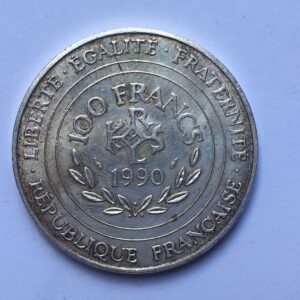 · LIBERTÉ · ÉGALITÉ · FRATERNITÉ ·
100 FRANCS
1990
RÉPUBLIQUE FRANÇAISE